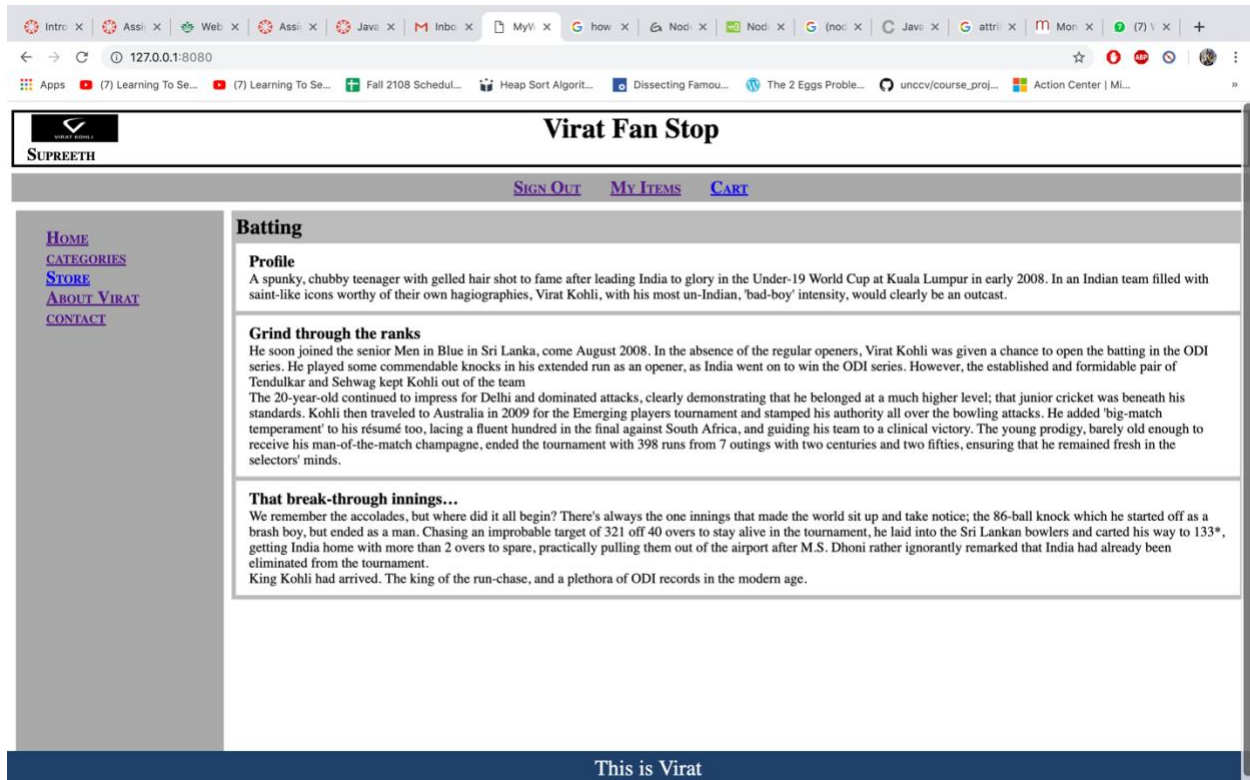 Intro
Assi
Web
Assi
Java
Inbo
MyW
how
Nod
Nod
(nod
Java
attri
Mon
(7) V
127.0.0.1:8080
ABP
Apps
(7) Learning To Se...
(7) Learning To Se...
Fall 2108 Schedul...
Heap Sort Algorit...
Dissecting Famou...
The 2 Eggs Proble...
unccv/course_proj...
Action Center | Mi...
»
VIRAT KOHLI
Virat Fan Stop
SUPREETH
SIGN OUT MY ITEMS CART
HOME
CATEGORIES
STORE
ABOUT VIRAT
CONTACT
Batting
Profile
A spunky, chubby teenager with gelled hair shot to fame after leading India to glory in the Under-19 World Cup at Kuala Lumpur in early 2008. In an Indian team filled with
saint-like icons worthy of their own hagiographies, Virat Kohli, with his most un-Indian, 'bad-boy' intensity, would clearly be an outcast.
Grind through the ranks
He soon joined the senior Men in Blue in Sri Lanka, come August 2008. In the absence of the regular openers, Virat Kohli was given a chance to open the batting in the ODI
series. He played some commendable knocks in his extended run as an opener, as India went on to win the ODI series. However, the established and formidable pair of
Tendulkar and Sehwag kept Kohli out of the team
The 20-year-old continued to impress for Delhi and dominated attacks, clearly demonstrating that he belonged at a much higher level; that junior cricket was beneath his
standards. Kohli then traveled to Australia in 2009 for the Emerging players tournament and stamped his authority all over the bowling attacks. He added 'big-match
temperament' to his résumé too, lacing a fluent hundred in the final against South Africa, and guiding his team to a clinical victory. The young prodigy, barely old enough to
receive his man-of-the-match champagne, ended the tournament with 398 runs from 7 outings with two centuries and two fifties, ensuring that he remained fresh in the
selectors' minds.
That break-through innings…
We remember the accolades, but where did it all begin? There's always the one innings that made the world sit up and take notice; the 86-ball knock which he started off as a
brash boy, but ended as a man. Chasing an improbable target of 321 off 40 overs to stay alive in the tournament, he laid into the Sri Lankan bowlers and carted his way to 133*,
getting India home with more than 2 overs to spare, practically pulling them out of the airport after M.S. Dhoni rather ignorantly remarked that India had already been
eliminated from the tournament.
King Kohli had arrived. The king of the run-chase, and a plethora of ODI records in the modern age.
This is Virat